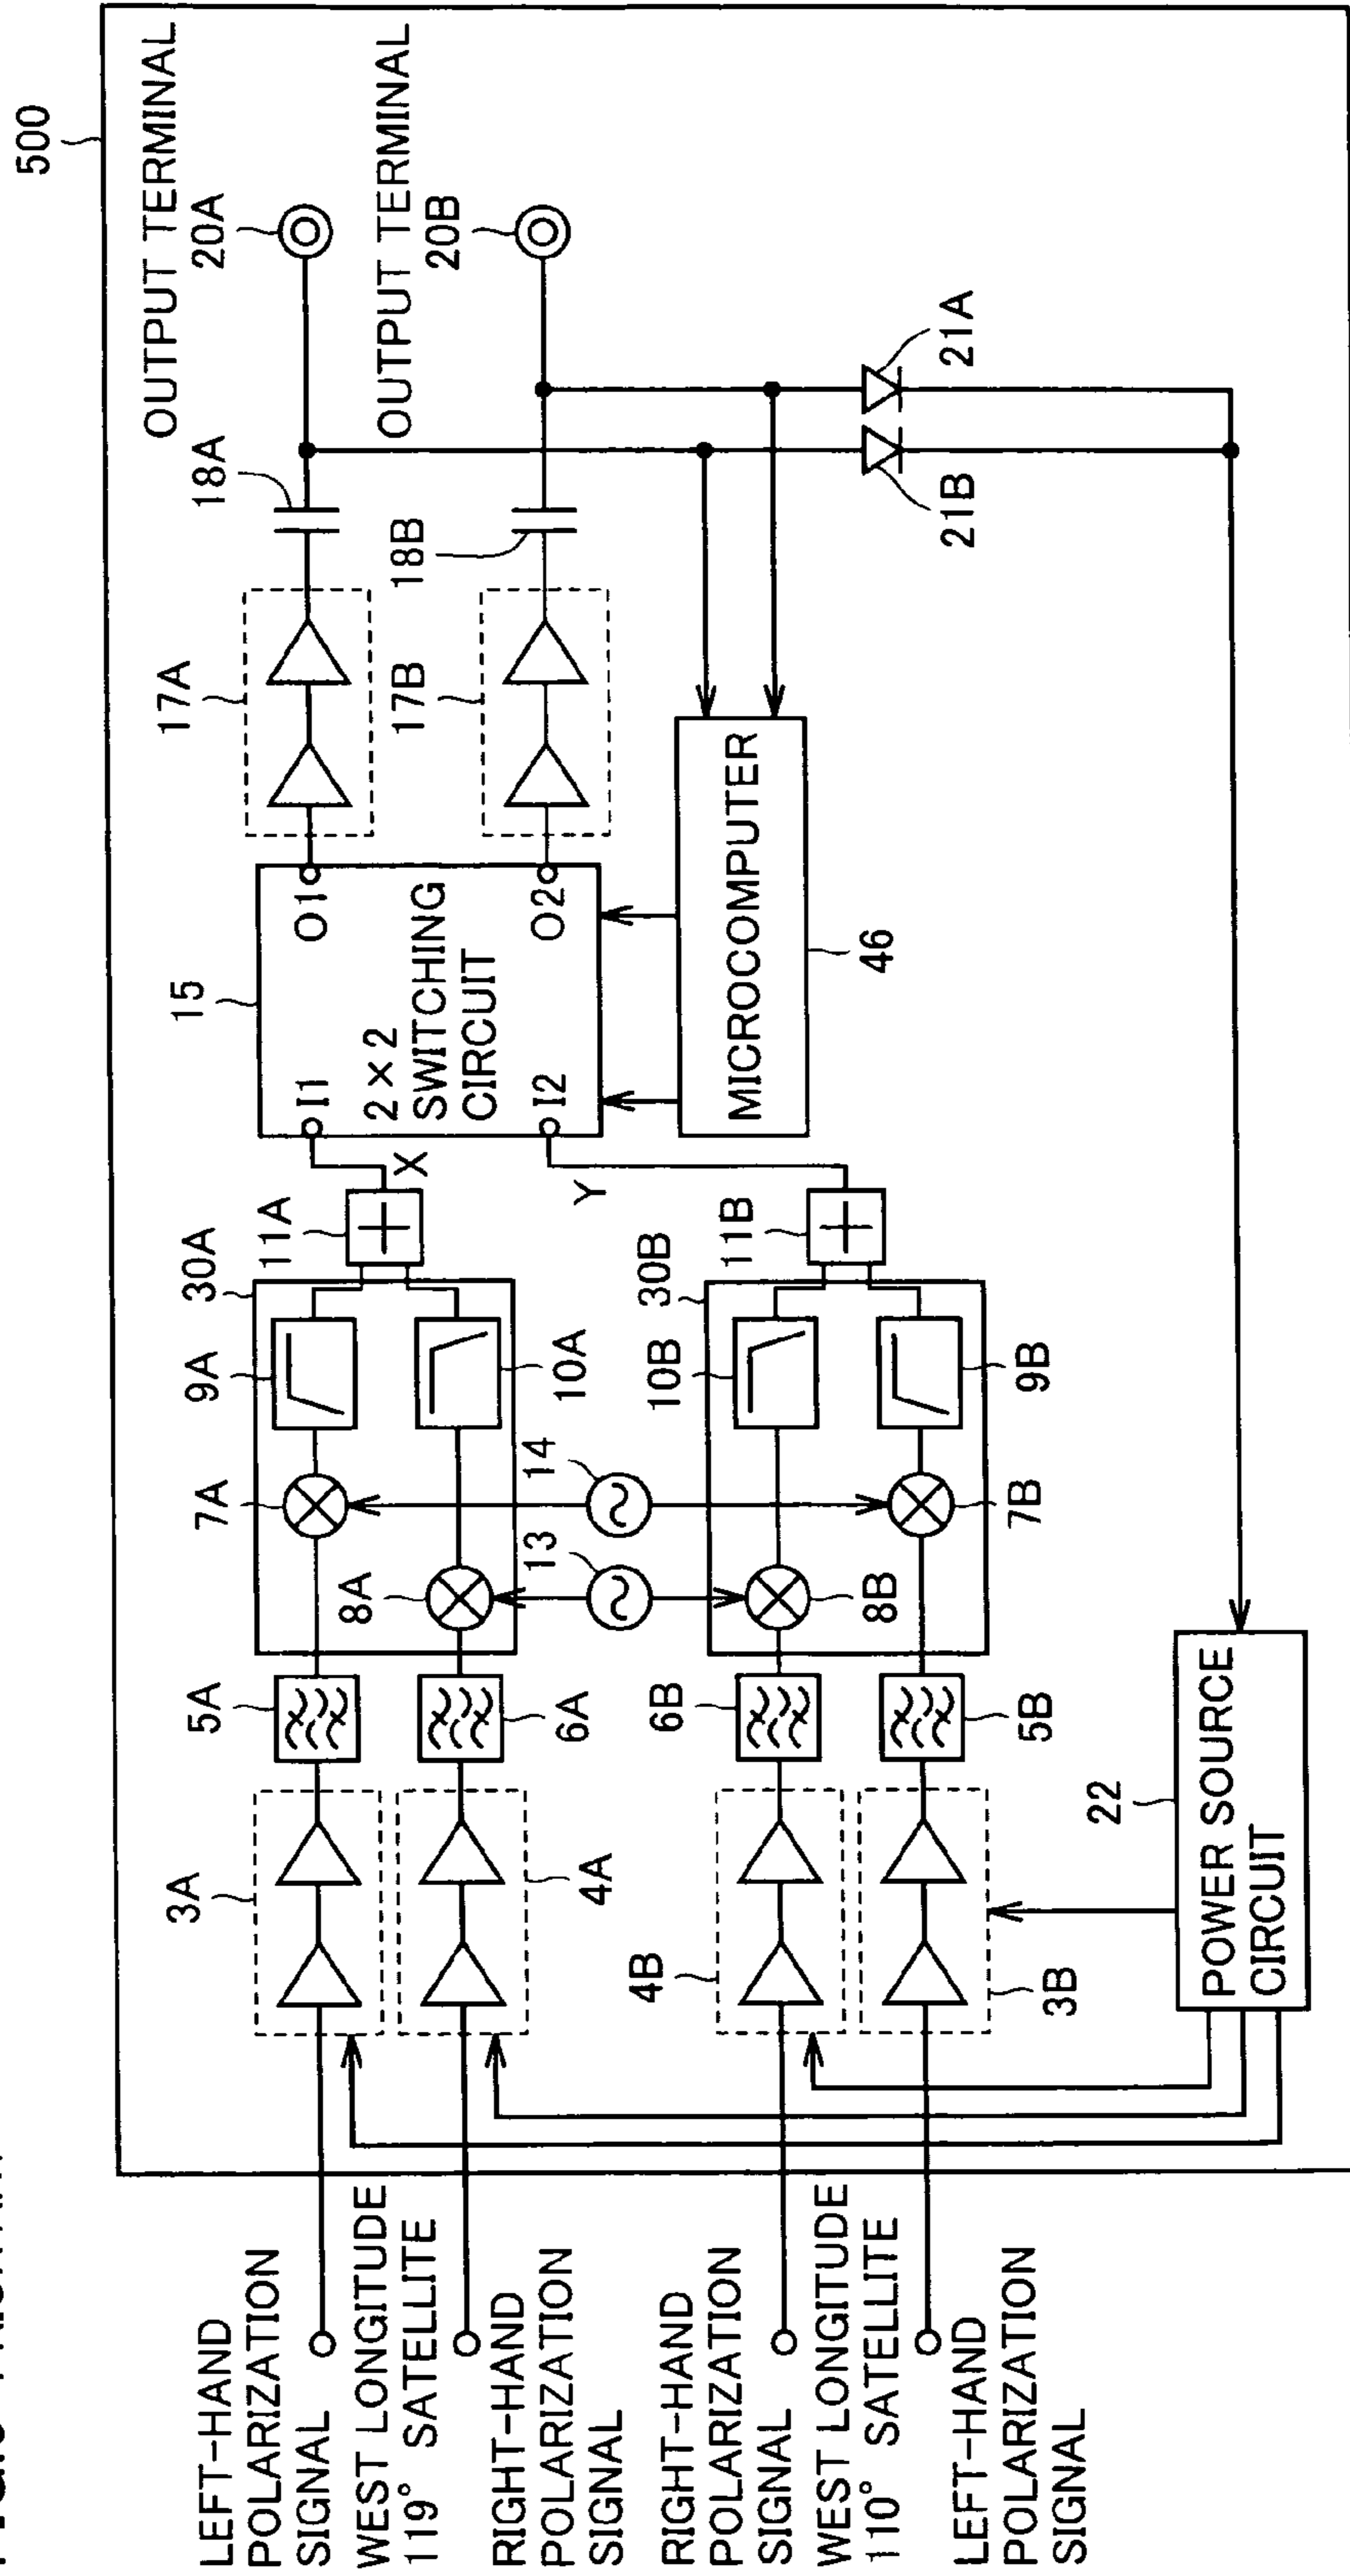 500
OUTPUT TERMINAL
20A
OUTPUT TERMINAL
20B
18A
18B
21A
21B
17A
17B
15
O1
O2
2×2
SWITCHING
CIRCUIT
I1
I2
MICROCOMPUTER
46
X
Y
11A
11B
30A
30B
9A
10A
10B
9B
7A
8A
14
13
8B
7B
5A
6A
6B
5B
3A
4A
4B
3B
22
POWER SOURCE
CIRCUIT
LEFT-HAND
POLARIZATION
SIGNAL
WEST LONGITUDE
119° SATELLITE
RIGHT-HAND
POLARIZATION
SIGNAL
RIGHT-HAND
POLARIZATION
SIGNAL
WEST LONGITUDE
110° SATELLITE
LEFT-HAND
POLARIZATION
SIGNAL